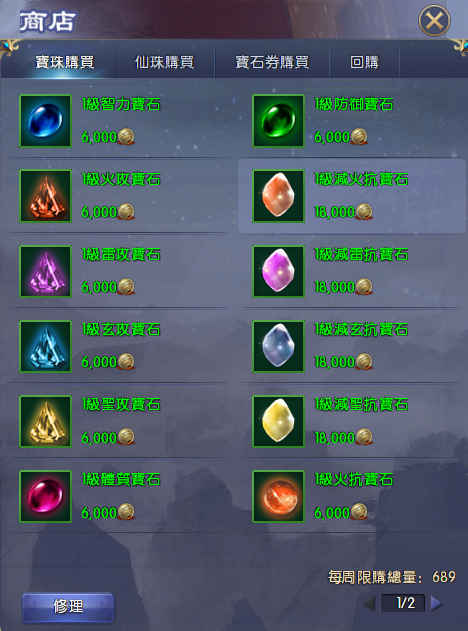 商店
寶珠購買 仙珠購買 寶石券購買 回購
1級智力寶石 1級防御寶石
6,000 6,000
1級火攻寶石 1級減火抗寶石
6,000 18,000
1級雷攻寶石 1級減雷抗寶石
6,000 18,000
1級玄攻寶石 1級減玄抗寶石
6,000 18,000
1級聖攻寶石 1級減聖抗寶石
6,000 18,000
1級體質寶石 1級火抗寶石
6,000 6,000
每周限購總量：689
修理 1/2